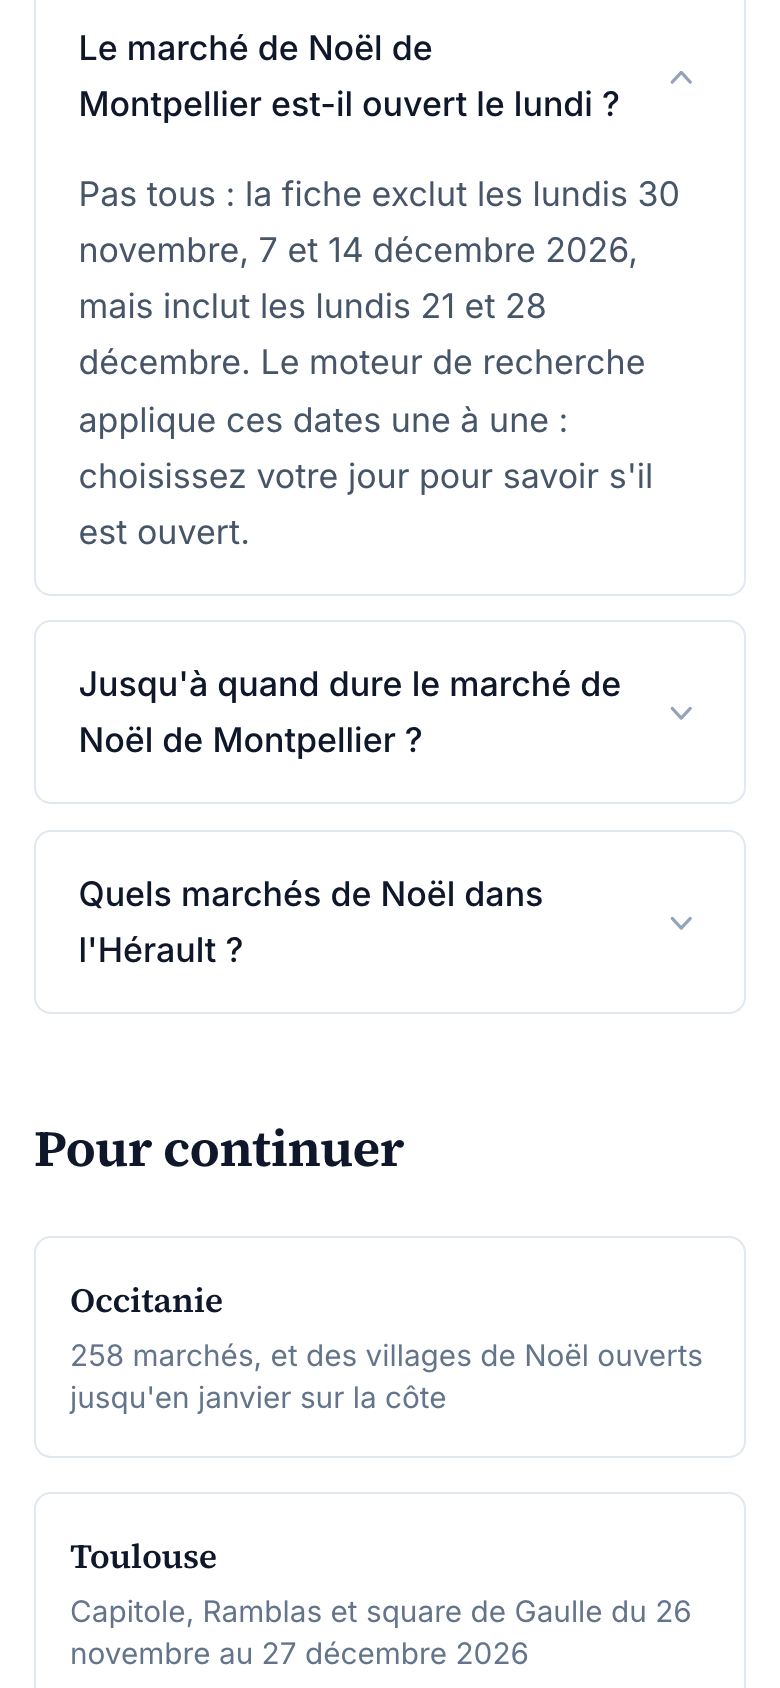 Le marché de Noël de
Montpellier est-il ouvert le lundi ?
Pas tous : la fiche exclut les lundis 30
novembre, 7 et 14 décembre 2026,
mais inclut les lundis 21 et 28
décembre. Le moteur de recherche
applique ces dates une à une :
choisissez votre jour pour savoir s'il
est ouvert.
Jusqu'à quand dure le marché de
Noël de Montpellier ?
Quels marchés de Noël dans
l'Hérault ?
Pour continuer
Occitanie
258 marchés, et des villages de Noël ouverts
jusqu'en janvier sur la côte
Toulouse
Capitole, Ramblas et square de Gaulle du 26
novembre au 27 décembre 2026